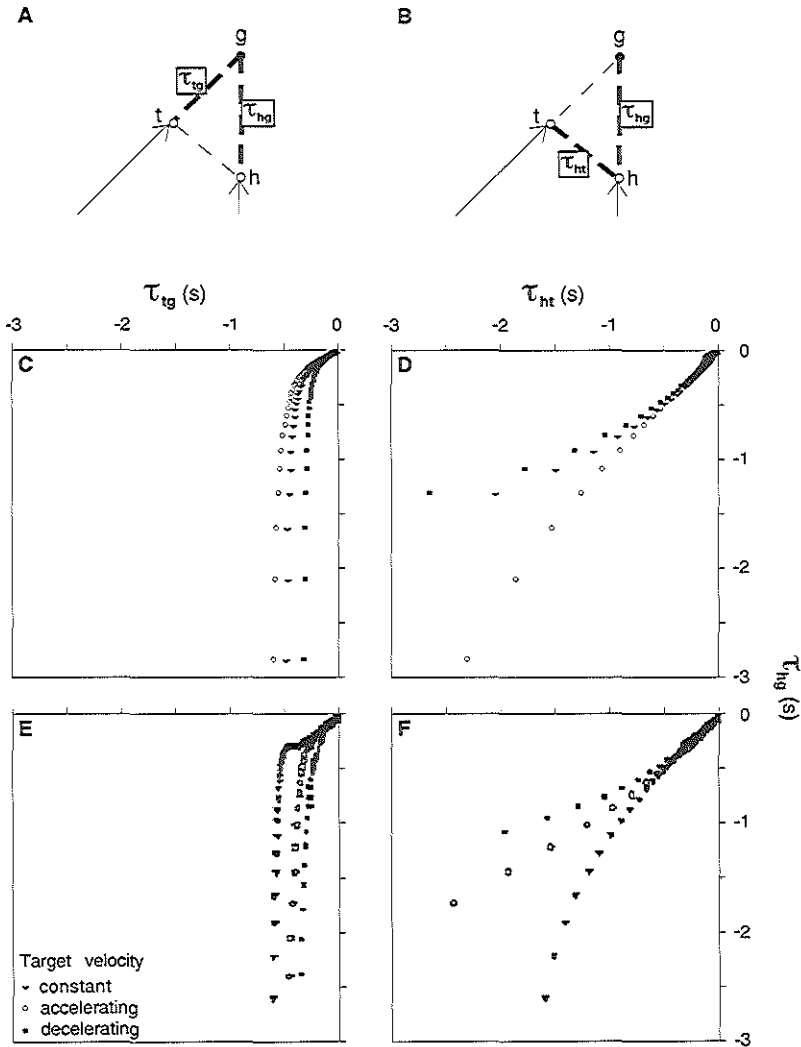 A
B
g
τtg
τhg
t
h
g
t
τhg
τht
h
τtg (s)
τht (s)
-3 -2 -1 0
-3 -2 -1 0
C
D
0
-1
-2
-3
τhg (s)
E
F
0
-1
-2
-3
Target velocity
constant
accelerating
decelerating